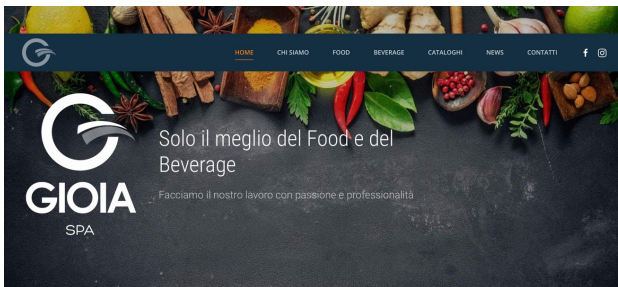 HOME CHI SIAMO FOOD BEVERAGE CATALOGHI NEWS CONTATTI
Solo il meglio del Food e del
Beverage
Facciamo il nostro lavoro con passione e professionalità
GIOIA
SPA